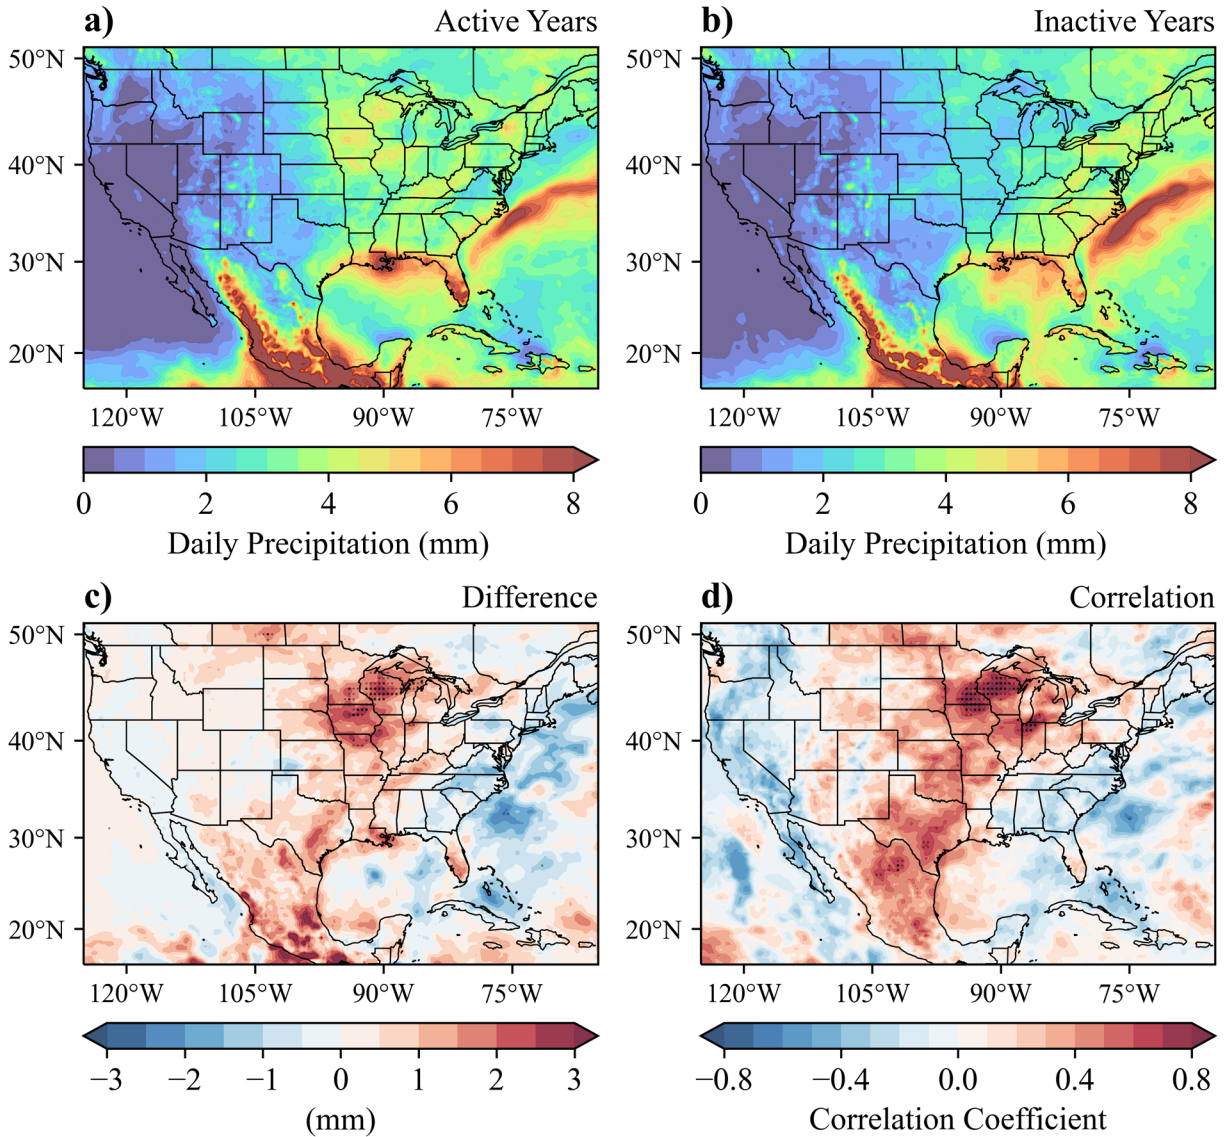 a) Active Years
b) Inactive Years
50°N
40°N
30°N
20°N
120°W 105°W 90°W 75°W
120°W 105°W 90°W 75°W
0 2 4 6 8
0 2 4 6 8
Daily Precipitation (mm)
Daily Precipitation (mm)
c) Difference
d) Correlation
50°N
40°N
30°N
20°N
50°N
40°N
30°N
20°N
50°N
40°N
30°N
20°N
120°W 105°W 90°W 75°W
120°W 105°W 90°W 75°W
−3 −2 −1 0 1 2 3
−0.8 −0.4 0.0 0.4 0.8
(mm)
Correlation Coefficient